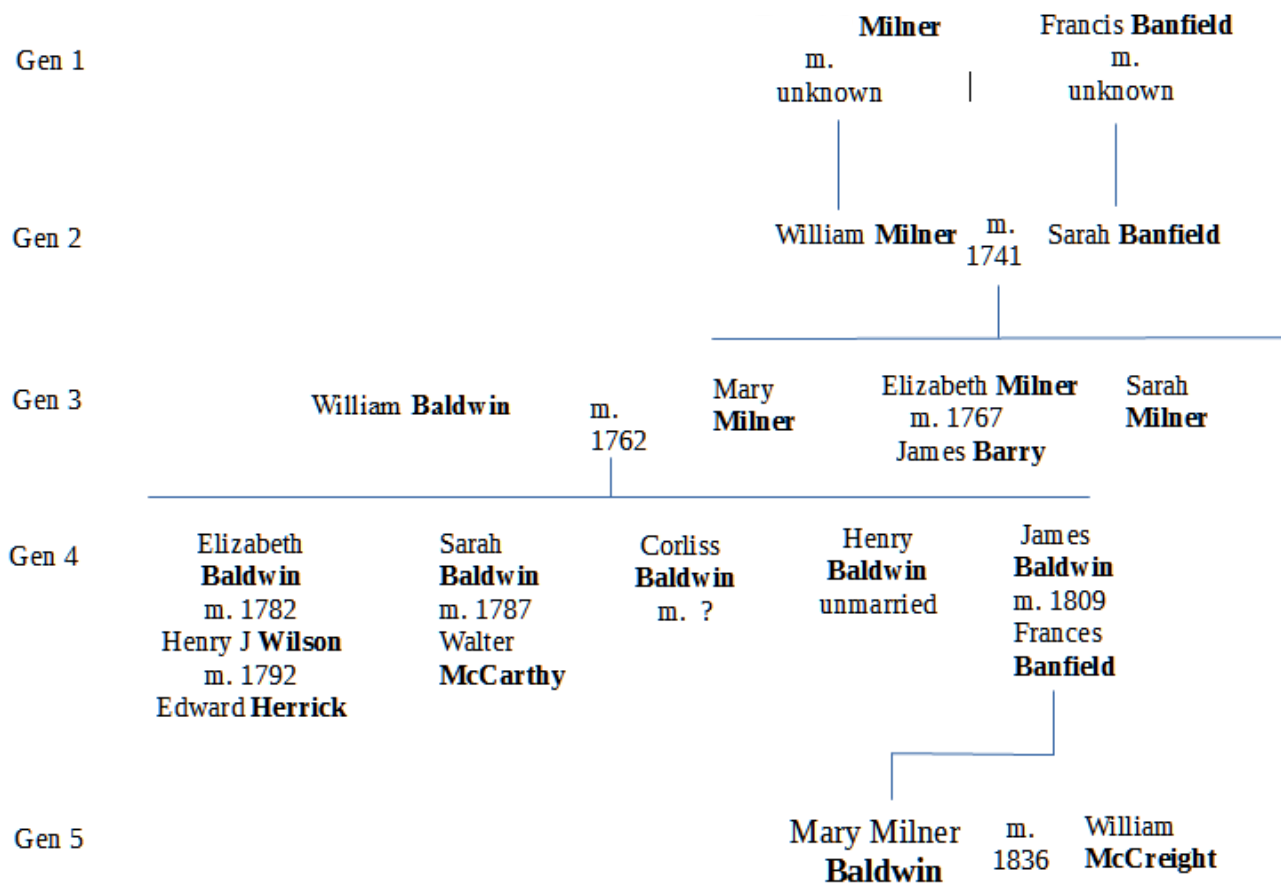 Gen 1
Milner
m.
unknown
|
Francis Banfield
m.
unknown
Gen 2
William Milner
m.
1741
Sarah Banfield
Gen 3
William Baldwin
m.
1762
Mary
Milner
Elizabeth Milner
m. 1767
James Barry
Sarah
Milner
Gen 4
Elizabeth
Baldwin
m. 1782
Henry J Wilson
m. 1792
Edward Herrick
Sarah
Baldwin
m. 1787
Walter
McCarthy
Corliss
Baldwin
m. ?
Henry
Baldwin
unmarried
James
Baldwin
m. 1809
Frances
Banfield
Gen 5
Mary Milner
Baldwin
m.
1836
William
McCreight